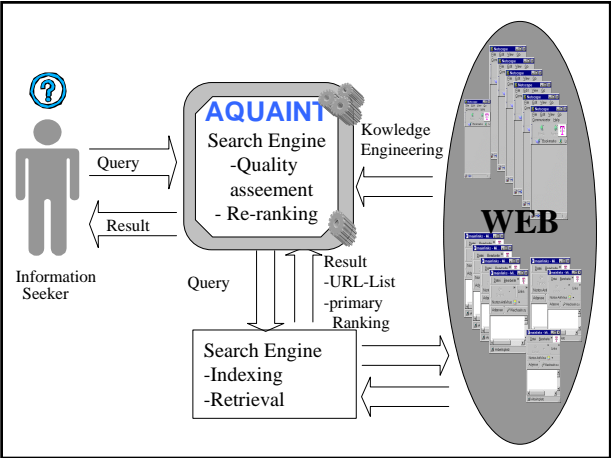 ?
AQUAINT
Search Engine
-Quality
asseement
- Re-ranking
Kowledge
Engineering
Query
Result
Information
Seeker
WEB
Query
Result
-URL-List
-primary
Ranking
Search Engine
-Indexing
-Retrieval
Netscape